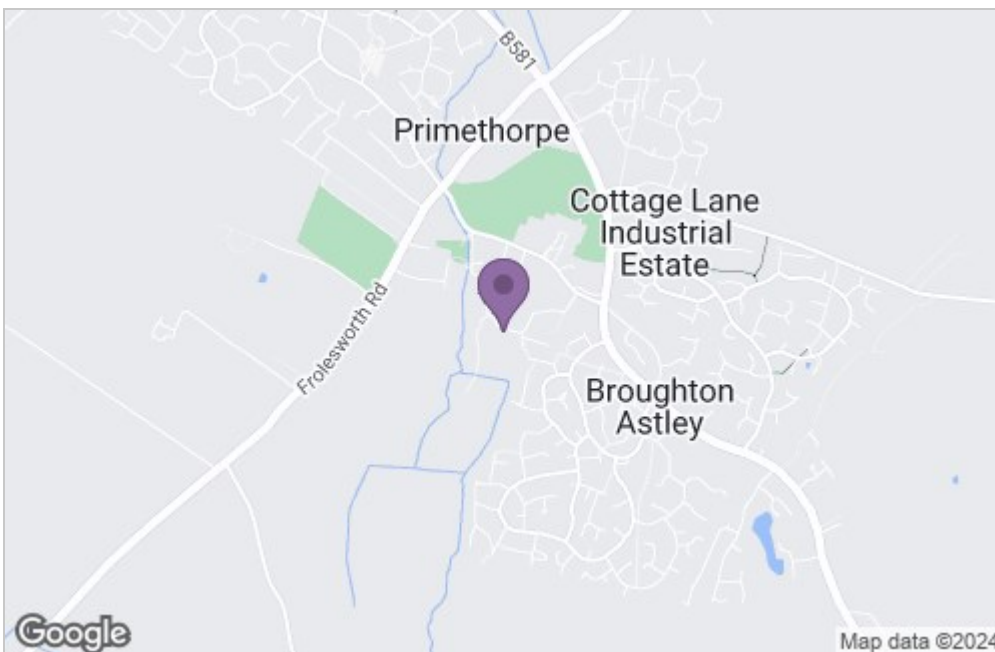 B581
Primethorpe
Cottage Lane
Industrial
Estate
Frolesworth Rd
Broughton
Astley
Google
Map data ©2024